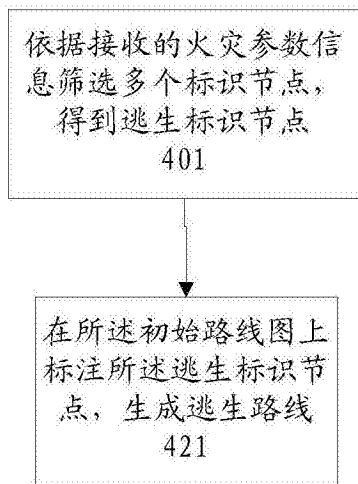 依据接收的火灾参数信
息筛选多个标识节点，
得到逃生标识节点
401
在所述初始路线图上
标注所述逃生标识节
点，生成逃生路线
421